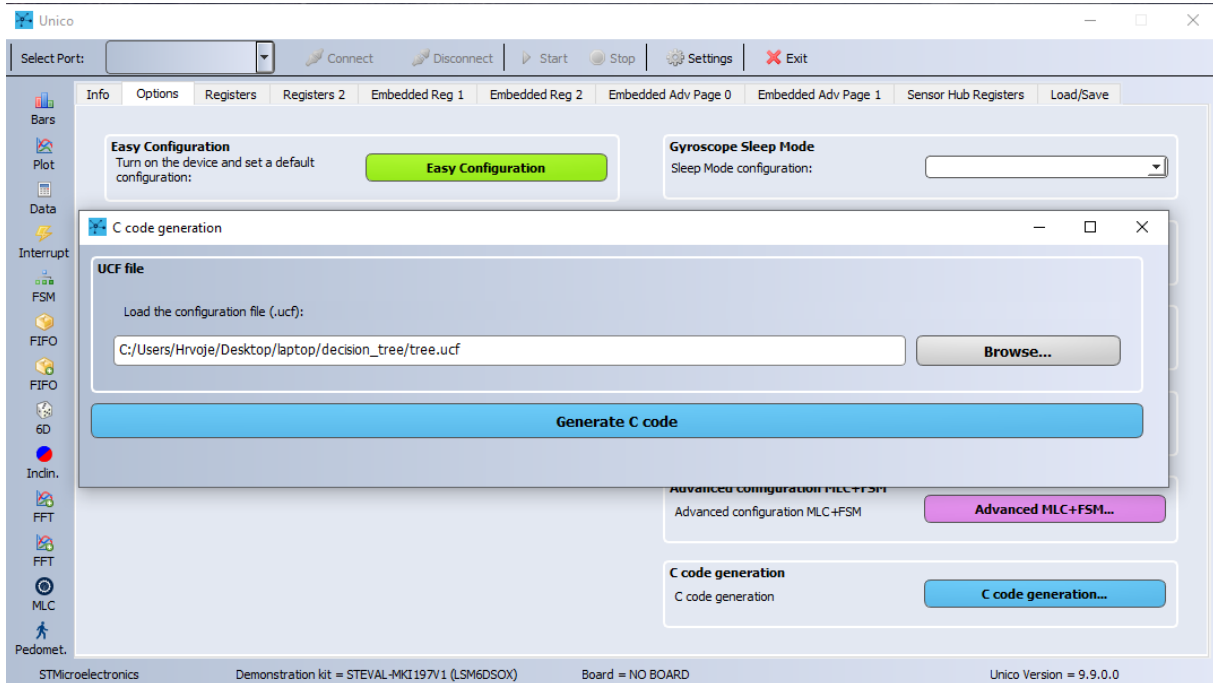 Unico
Select Port:
Connect
Disconnect
Start
Stop
Settings
Exit
Info
Options
Registers
Registers 2
Embedded Reg 1
Embedded Reg 2
Embedded Adv Page 0
Embedded Adv Page 1
Sensor Hub Registers
Load/Save
Bars
Plot
Data
Interrupt
FSM
FIFO
FIFO
6D
Inclin.
FFT
FFT
MLC
Pedomet.
Easy Configuration
Turn on the device and set a default
configuration:
Easy Configuration
Gyroscope Sleep Mode
Sleep Mode configuration:
C code generation
UCF file
Load the configuration file (.ucf):
C:/Users/Hrvoje/Desktop/laptop/decision_tree/tree.ucf
Browse...
Generate C code
Advanced configuration MLC+FSM
Advanced configuration MLC+FSM
Advanced MLC+FSM...
C code generation
C code generation
C code generation...
STMicroelectronics
Demonstration kit = STEVAL-MKI197V1 (LSM6DSOX)
Board = NO BOARD
Unico Version = 9.9.0.0